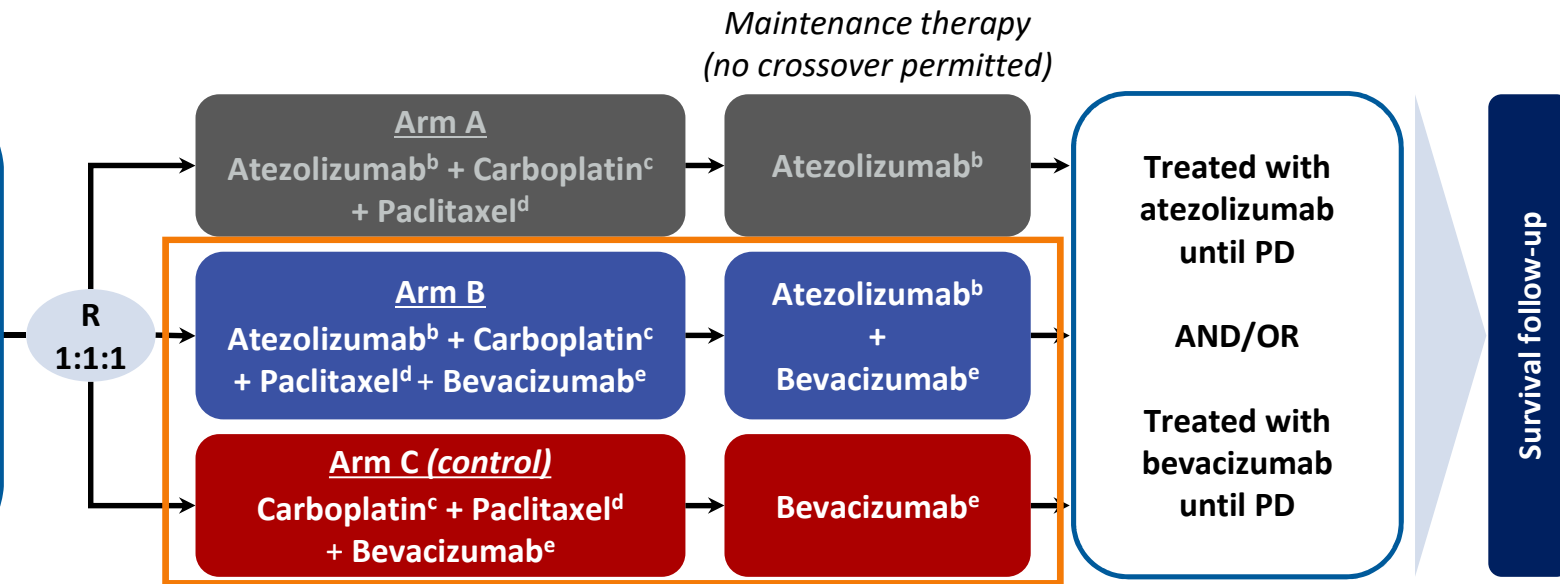 Maintenance therapy
(no crossover permitted)
R
1:1:1
Arm A
Atezolizumabᵇ + Carboplatinᶜ
+ Paclitaxelᵈ
Atezolizumabᵇ
Arm B
Atezolizumabᵇ + Carboplatinᶜ
+ Paclitaxelᵈ + Bevacizumabᵉ
Atezolizumabᵇ
+
Bevacizumabᵉ
Arm C (control)
Carboplatinᶜ + Paclitaxelᵈ
+ Bevacizumabᵉ
Bevacizumabᵉ
Treated with
atezolizumab
until PD
AND/OR
Treated with
bevacizumab
until PD
Survival follow-up